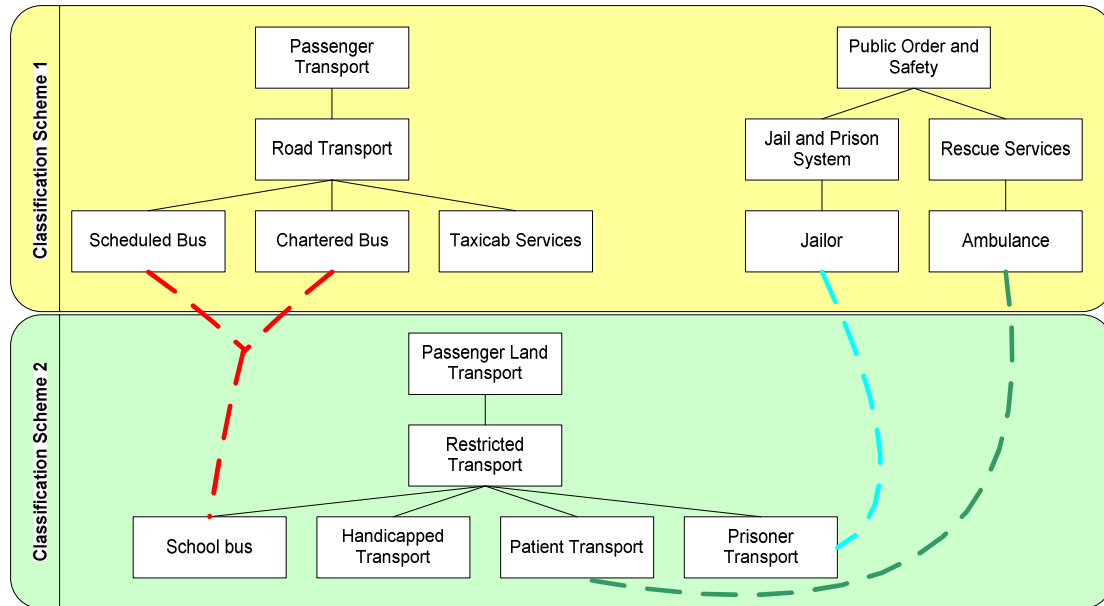 Classification Scheme 1
Passenger
Transport
Public Order and
Safety
Road Transport
Jail and Prison
System
Rescue Services
Scheduled Bus
Chartered Bus
Taxicab Services
Jailor
Ambulance
Classification Scheme 2
Passenger Land
Transport
Restricted
Transport
School bus
Handicapped
Transport
Patient Transport
Prisoner
Transport